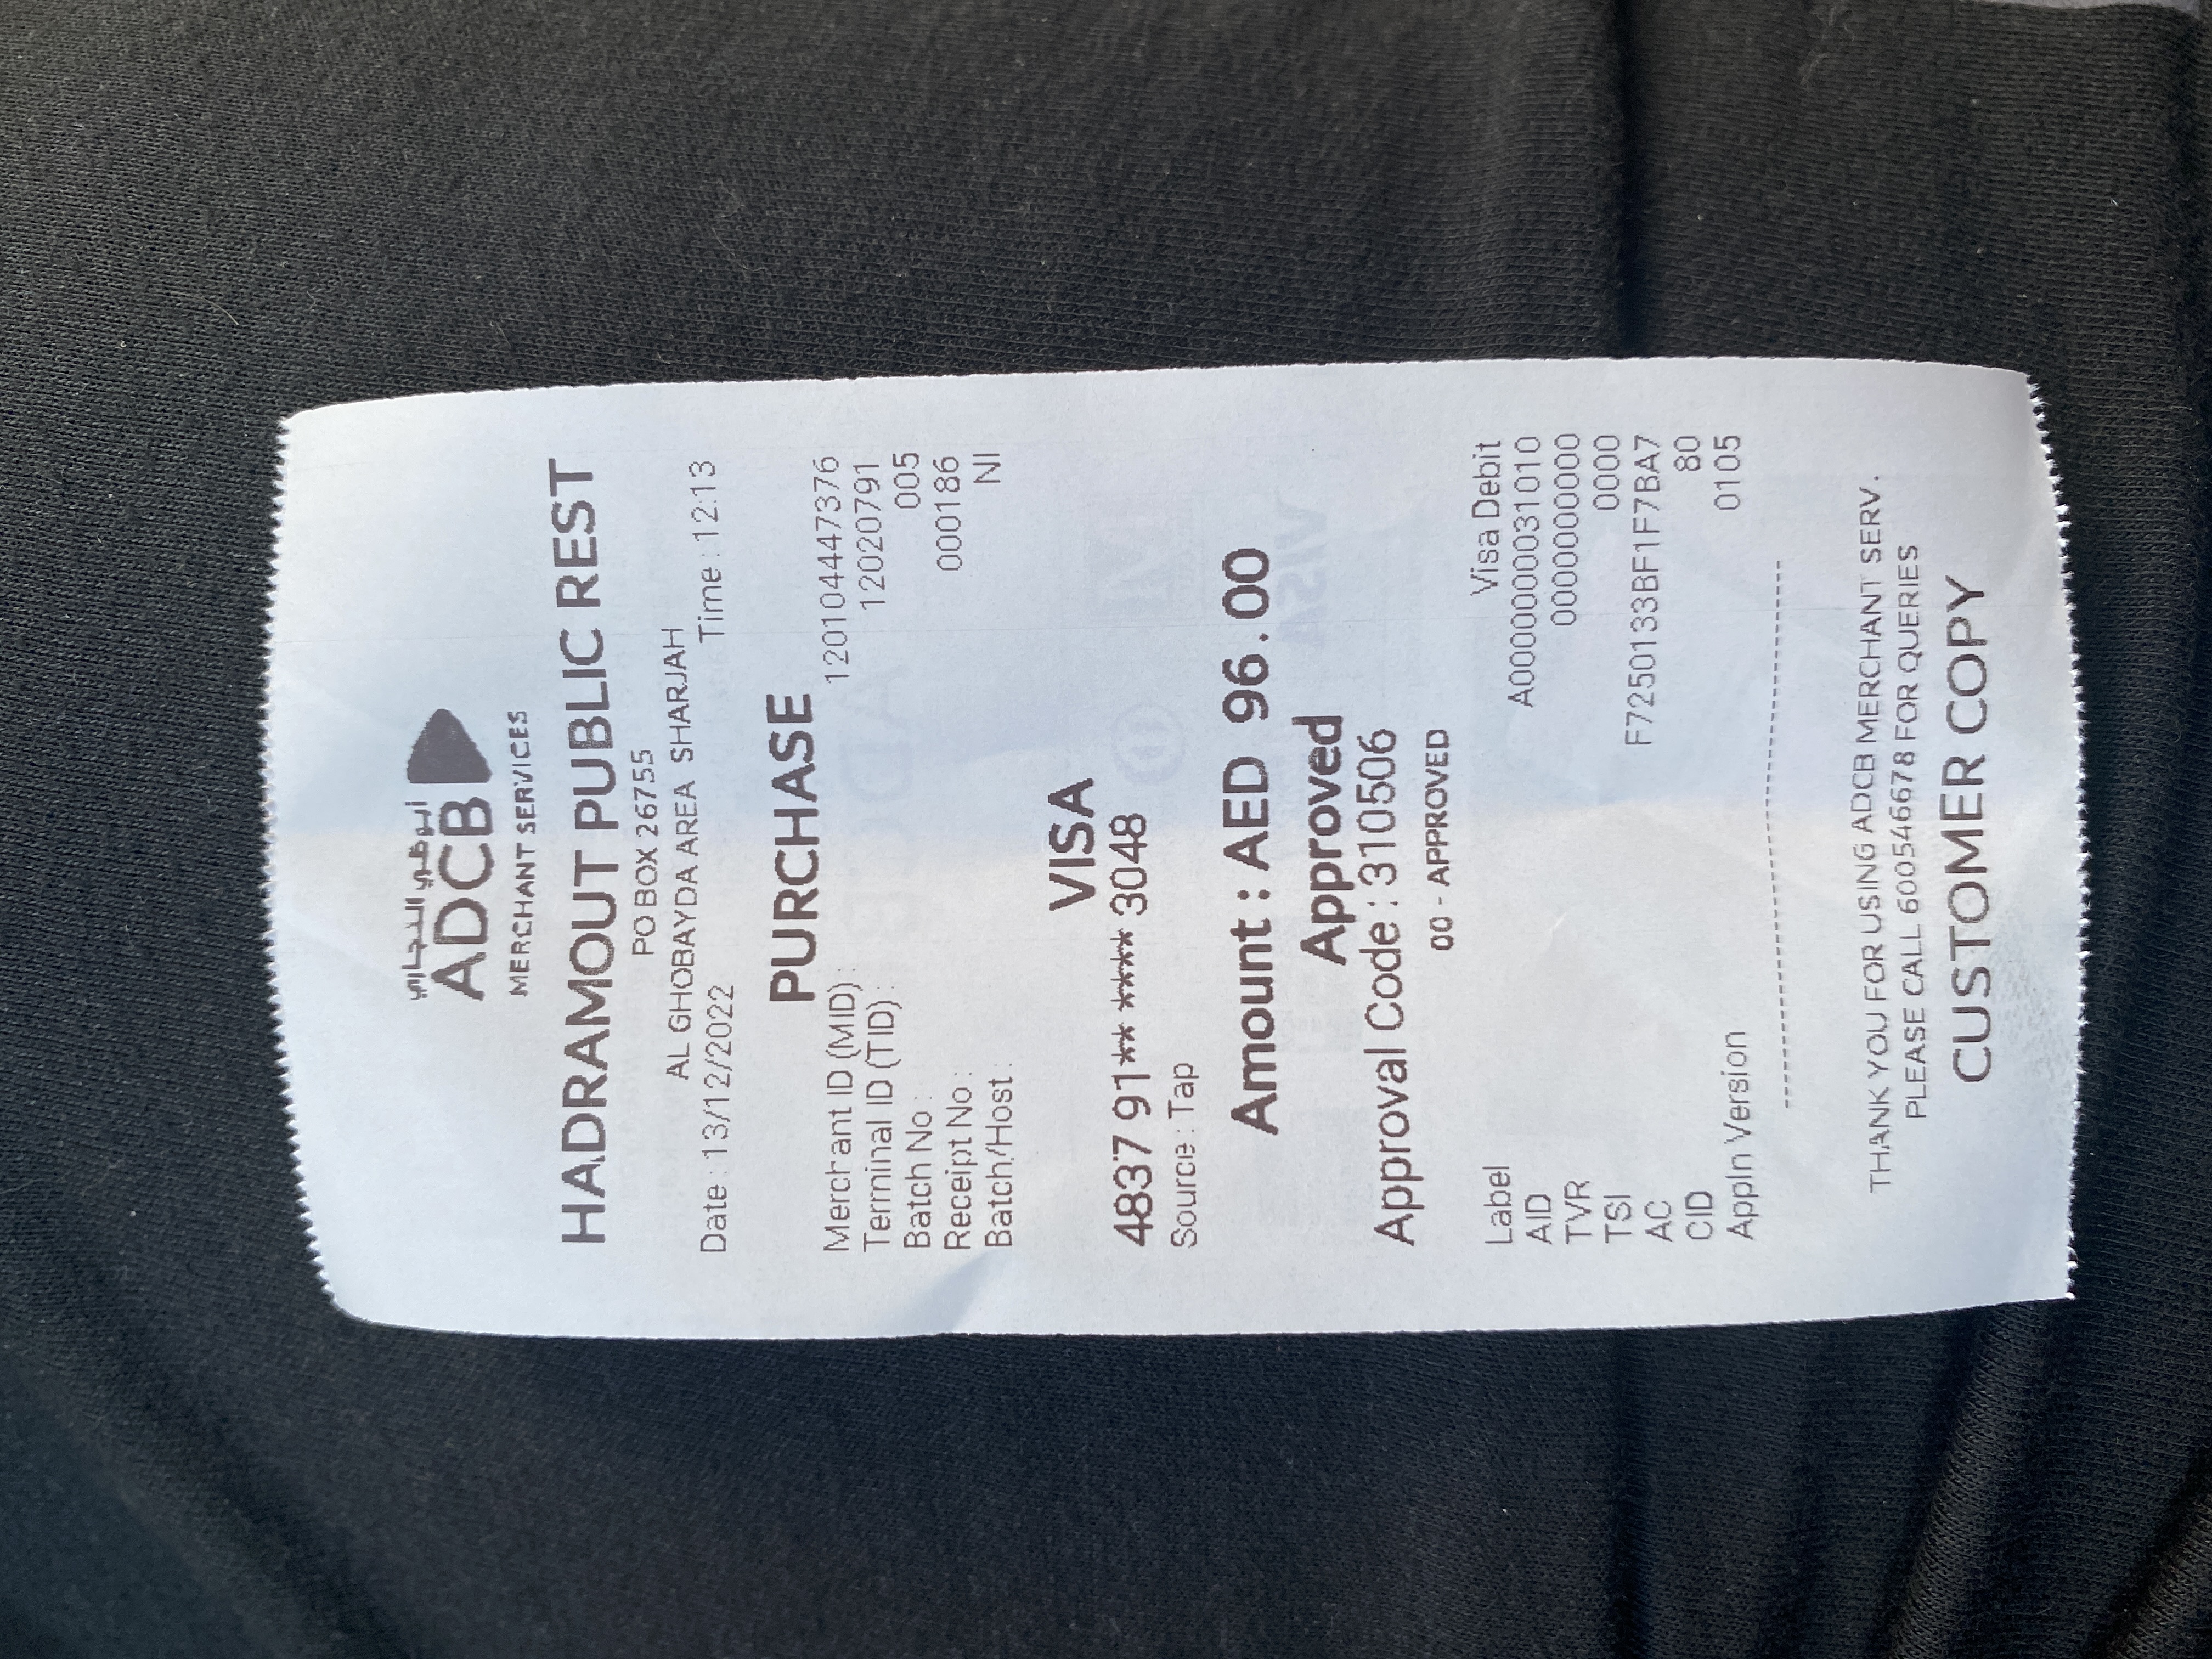 أبوظبي التجاري
ADCB
MERCHANT SERVICES
HADRAMOUT PUBLIC REST
PO BOX 26755
AL GHOBAYDA AREA SHARJAH
Date : 13/12/2022 Time : 12:13
PURCHASE
Merchant ID (MID) : 120104447376
Terminal ID (TID) : 12020791
Batch No : 005
Receipt No : 000186
Batch/Host : NI
VISA
4837 91** **** 3048
Source : Tap
Amount : AED 96.00
Approved
Approval Code : 310506
00 - APPROVED
Label Visa Debit
AID A0000000031010
TVR 0000000000
TSI 0000
AC F7250133BF1F7BA7
CID 80
Appln Version 0105
THANK YOU FOR USING ADCB MERCHANT SERV.
PLEASE CALL 600546678 FOR QUERIES
CUSTOMER COPY